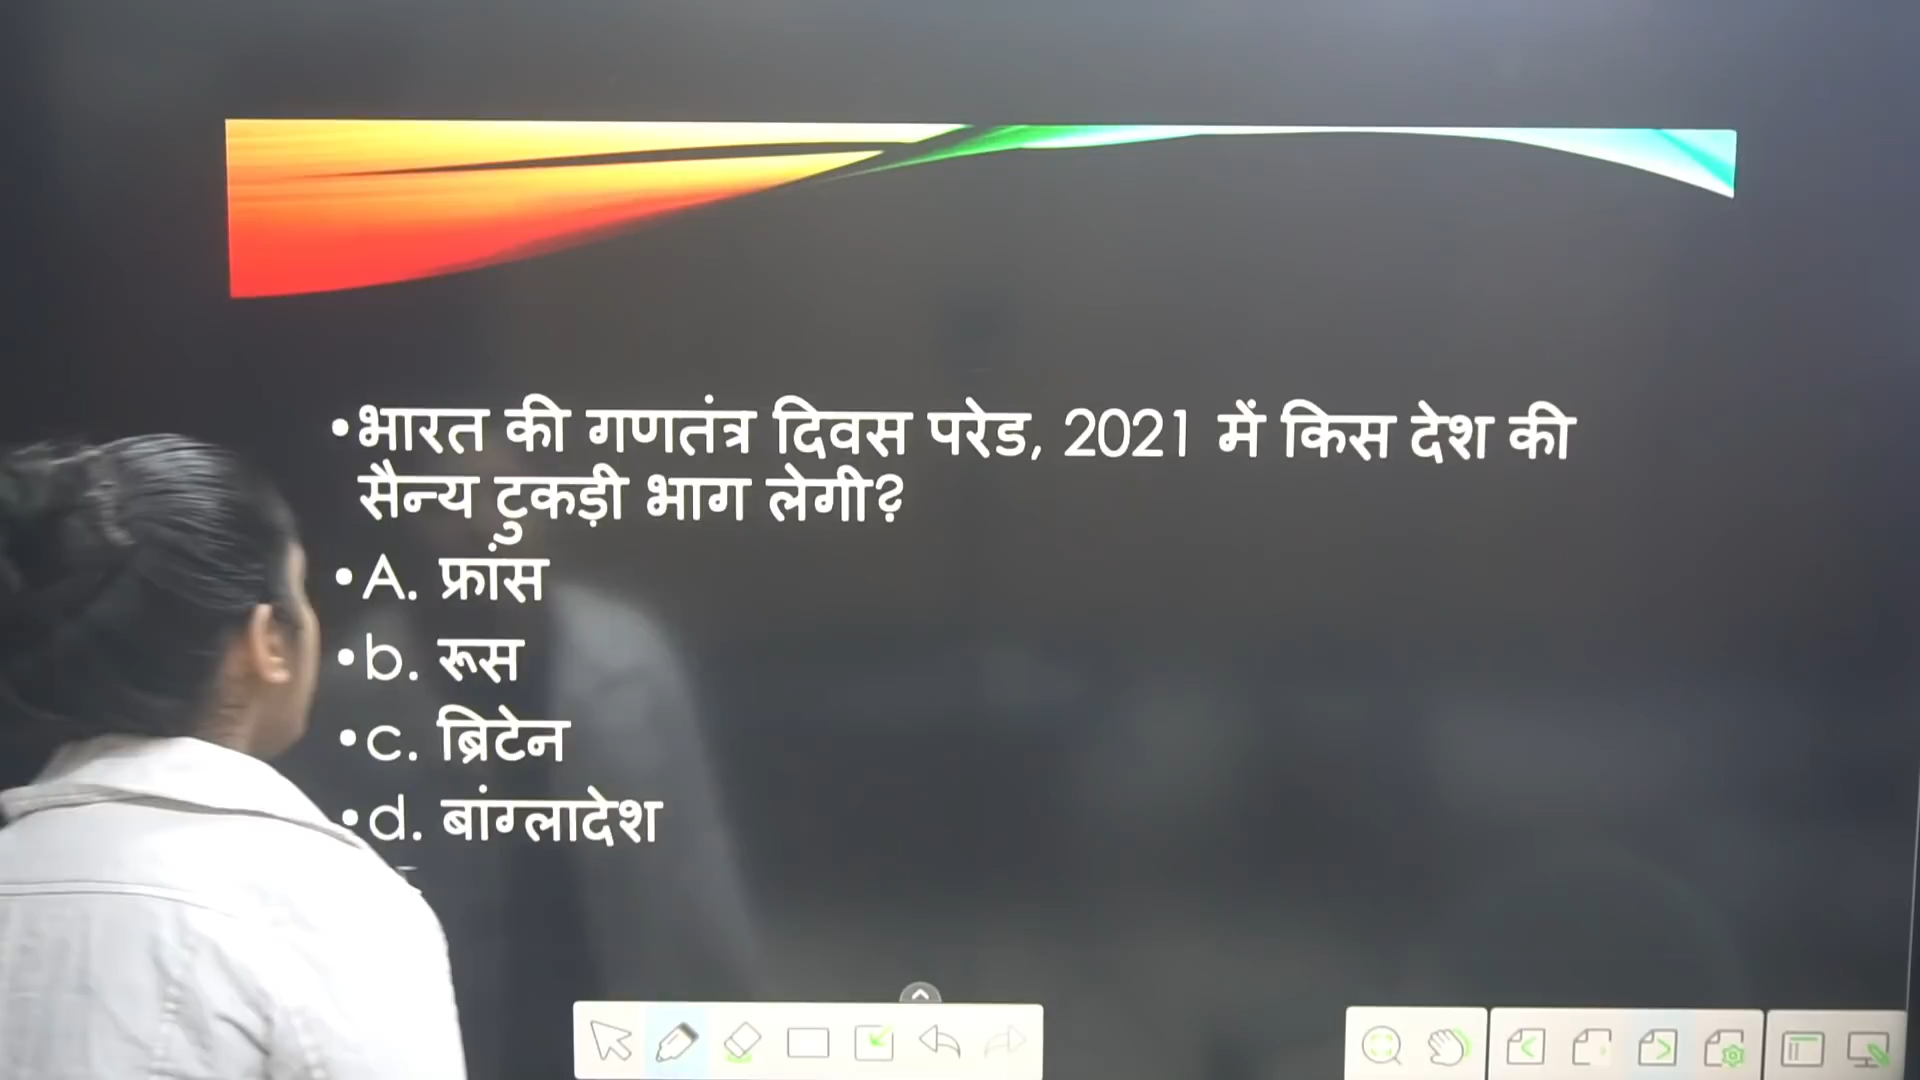 •भारत की गणतंत्र दिवस परेड, 2021 में किस देश की
सैन्य टुकड़ी भाग लेगी?
•A. फ्रांस
•b. रूस
•c. ब्रिटेन
•d. बांग्लादेश